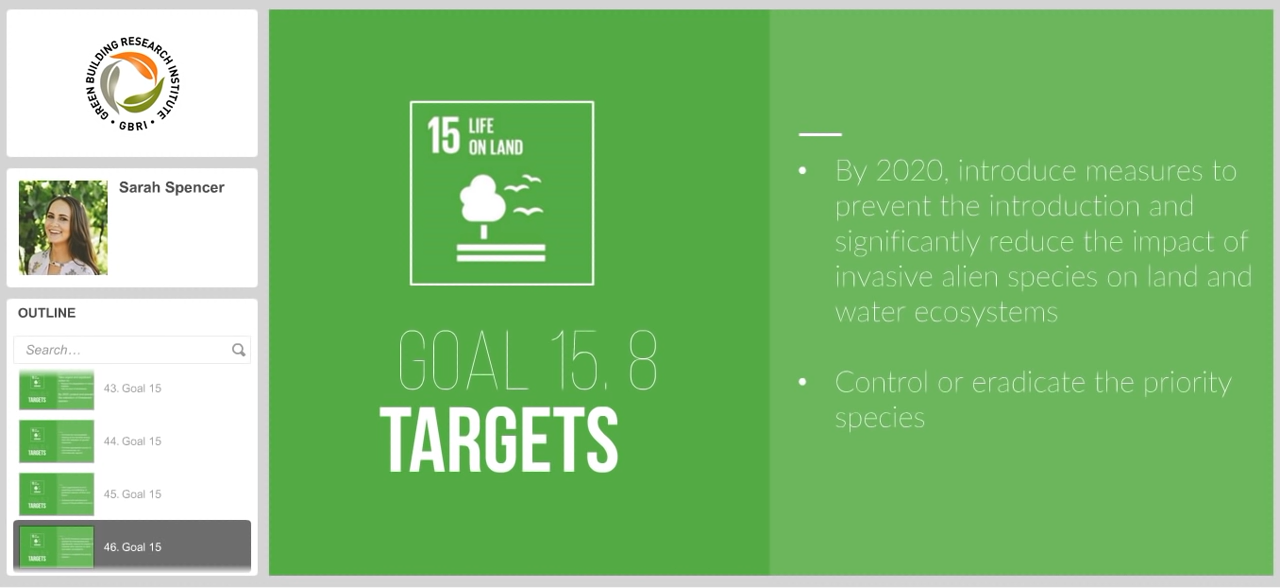 GREEN BUILDING RESEARCH INSTITUTE
• GBRI •
Sarah Spencer
OUTLINE
Search...
43. Goal 15
44. Goal 15
45. Goal 15
46. Goal 15
15 LIFE
ON LAND
GOAL 15. 8
TARGETS
• By 2020, introduce measures to
prevent the introduction and
significantly reduce the impact of
invasive alien species on land and
water ecosystems
• Control or eradicate the priority
species